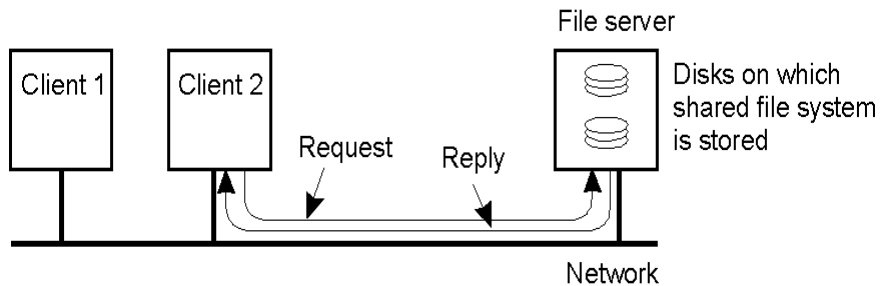 File server
Client 1
Client 2
Disks on which
shared file system
is stored
Request
Reply
Network